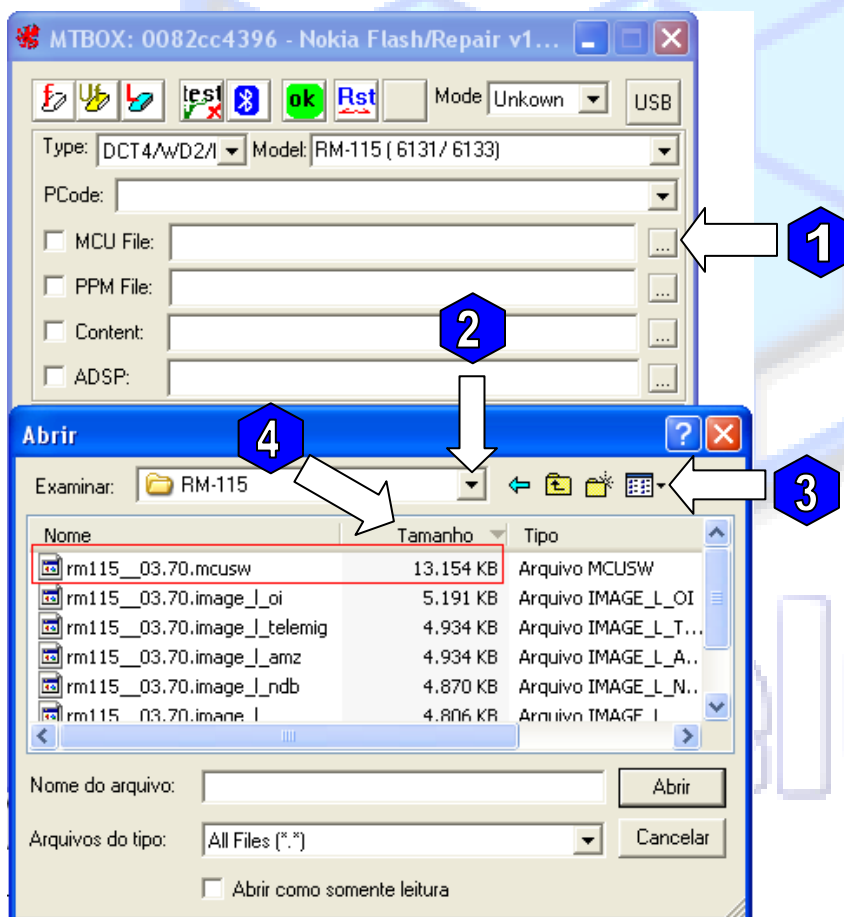 MTBOX: 0082cc4396 - Nokia Flash/Repair v1...
test ok Rst Mode Unkown USB
Type: DCT4/WD2/I Model: RM-115 ( 6131/ 6133)
PCode:
MCU File: ... 1
PPM File: ...
2
Content: ...
ADSP: ...
Abrir ?
4
Examinar: RM-115
3
Nome Tamanho Tipo
rm115__03.70.mcusw 13.154 KB Arquivo MCUSW
rm115__03.70.image_l_oi 5.191 KB Arquivo IMAGE_L_OI
rm115__03.70.image_l_telemig 4.934 KB Arquivo IMAGE_L_T...
rm115__03.70.image_l_amz 4.934 KB Arquivo IMAGE_L_A...
rm115__03.70.image_l_ndb 4.870 KB Arquivo IMAGE_L_N...
rm115__03.70.image_l 4.806 KB Arquivo IMAGE_L
Nome do arquivo: Abrir
Arquivos do tipo: All Files (*.*) Cancelar
Abrir como somente leitura